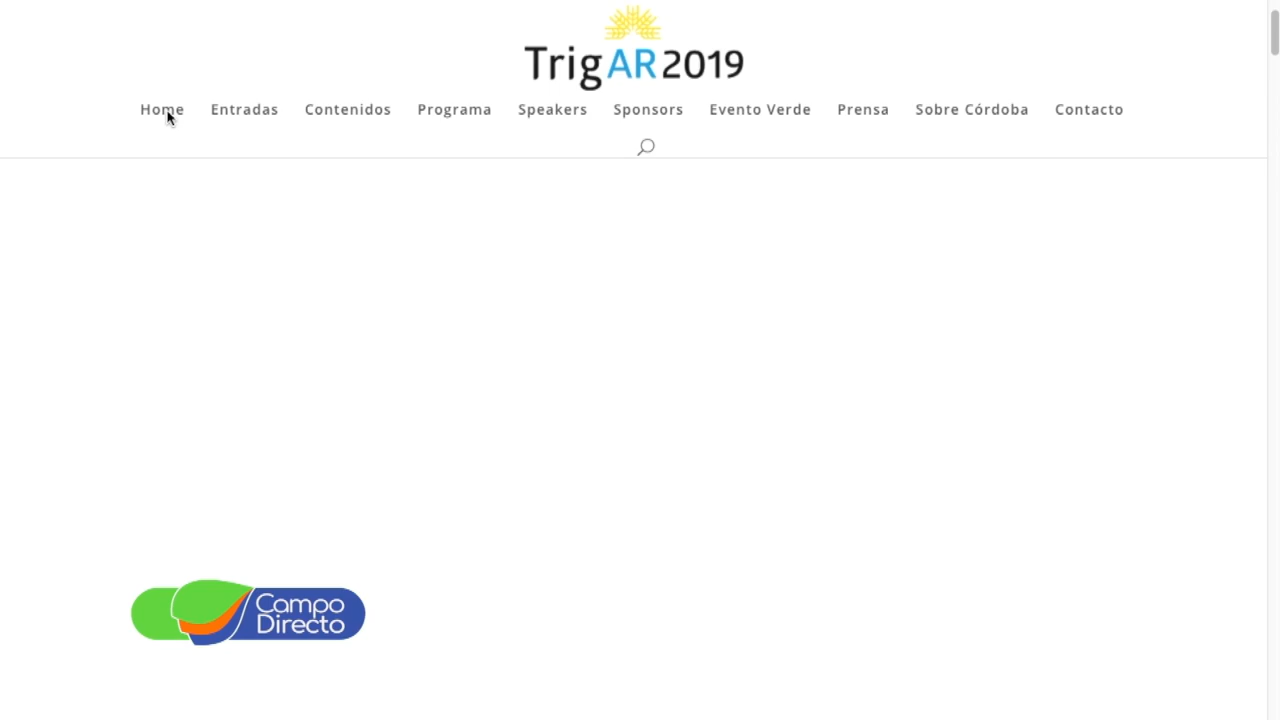 TrigAR2019
Home Entradas Contenidos Programa Speakers Sponsors Evento Verde Prensa Sobre Córdoba Contacto
Campo
Directo